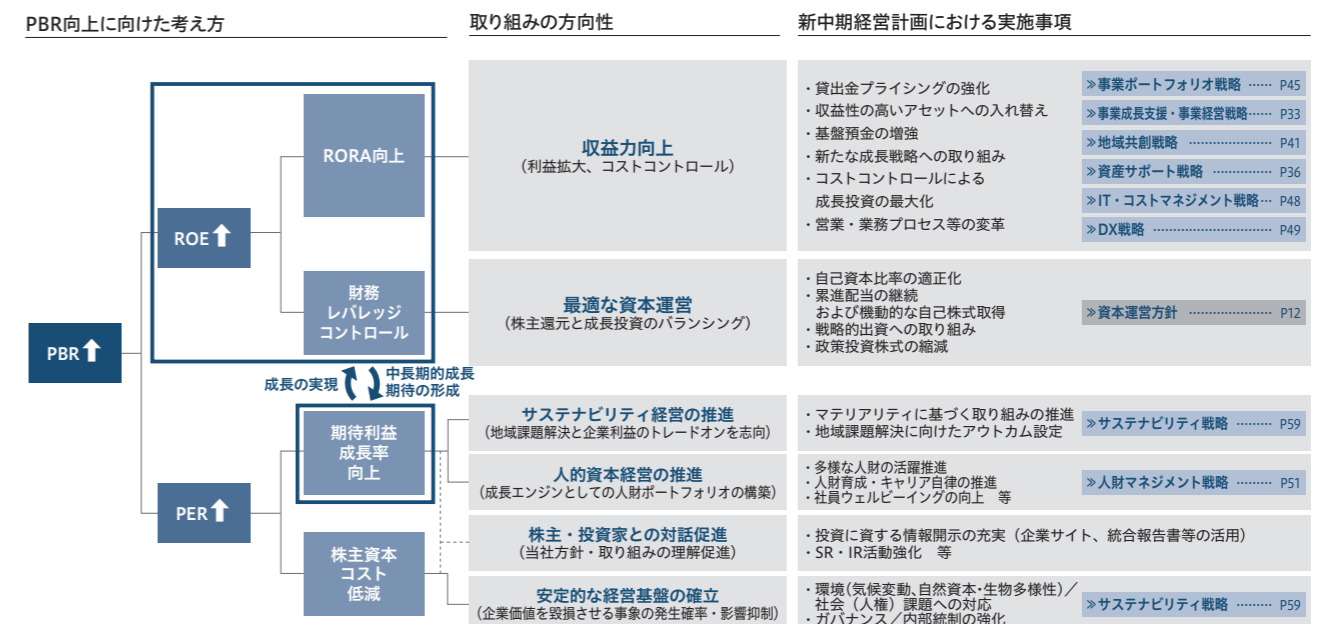 PBR向上に向けた考え方
取り組みの方向性
新中期経営計画における実施事項
PBR
ROE
RORA向上
財務
レバレッジ
コントロール
成長の実現
中長期的成長
期待の形成
PER
期待利益
成長率
向上
株主資本
コスト
低減
収益力向上
（利益拡大、コストコントロール）
・貸出金プライシングの強化
・収益性の高いアセットへの入れ替え
・基盤預金の増強
・新たな成長戦略への取り組み
・コストコントロールによる
成長投資の最大化
・営業・業務プロセス等の変革
≫事業ポートフォリオ戦略 …… P45
≫事業成長支援・事業経営戦略…… P33
≫地域共創戦略 ………………… P41
≫資産サポート戦略 …………… P36
≫IT・コストマネジメント戦略… P48
≫DX戦略 ………………………… P49
最適な資本運営
（株主還元と成長投資のバランシング）
・自己資本比率の適正化
・累進配当の継続
および機動的な自己株式取得
・戦略的出資への取り組み
・政策投資株式の縮減
≫資本運営方針 ………………… P12
サステナビリティ経営の推進
（地域課題解決と企業利益のトレードオンを志向）
・マテリアリティに基づく取り組みの推進
・地域課題解決に向けたアウトカム設定
≫サステナビリティ戦略 ……… P59
人的資本経営の推進
（成長エンジンとしての人財ポートフォリオの構築）
・多様な人財の活躍推進
・人財育成・キャリア自律の推進
・社員ウェルビーイングの向上　等
≫人財マネジメント戦略 ……… P51
株主・投資家との対話促進
（当社方針・取り組みの理解促進）
・投資に資する情報開示の充実（企業サイト、統合報告書等の活用）
・SR・IR活動強化　等
安定的な経営基盤の確立
（企業価値を毀損させる事象の発生確率・影響抑制）
・環境（気候変動、自然資本・生物多様性）／
社会（人権）課題への対応
・ガバナンス／内部統制の強化
≫サステナビリティ戦略 ……… P59